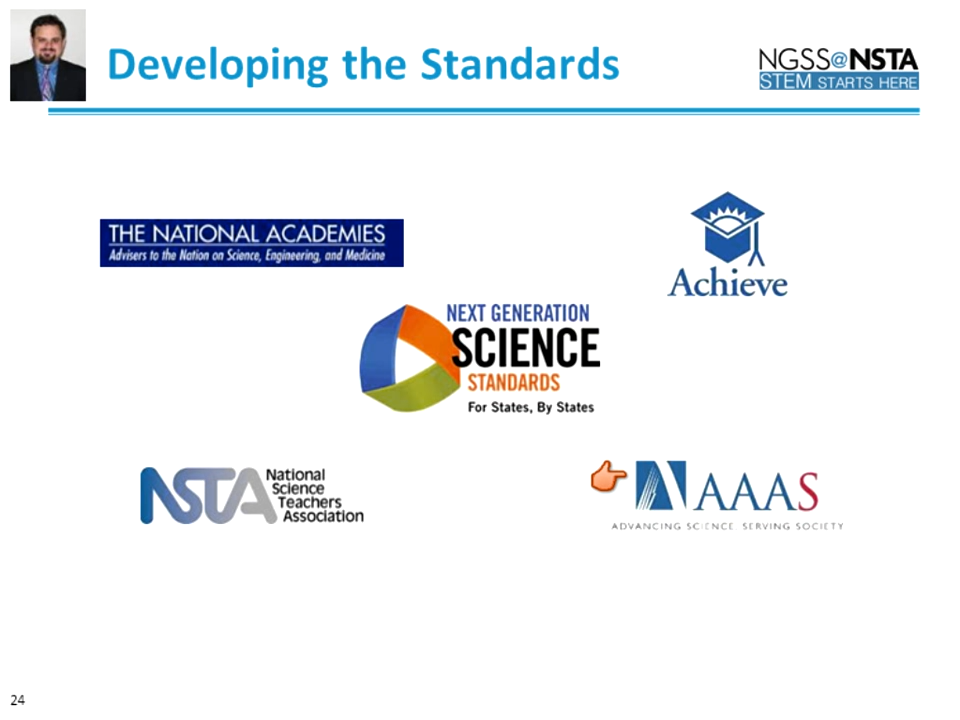 Developing the Standards
NGSS@NSTA
STEM STARTS HERE
THE NATIONAL ACADEMIES
Advisers to the Nation on Science, Engineering, and Medicine
Achieve
NEXT GENERATION
SCIENCE
STANDARDS
For States, By States
NSTA
National
Science
Teachers
Association
AAAS
ADVANCING SCIENCE. SERVING SOCIETY
24